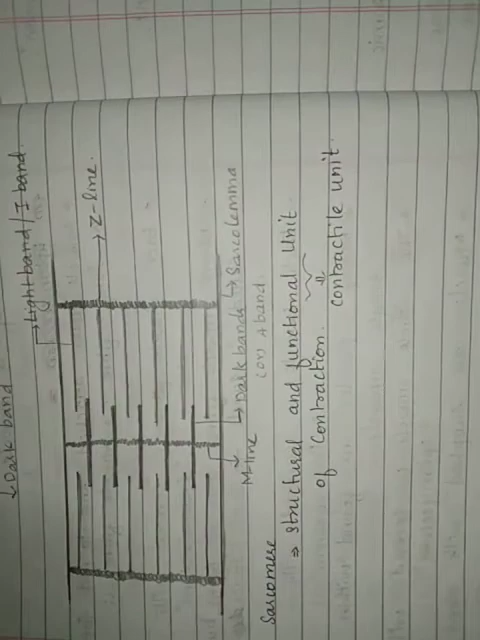 ↳Dark band
→Light band/I band.
→Z-line.
↳Sarcolemma
↳Dark bands
(or) A band
M-line
Sarcomere
⇒ Structural and functional Unit
of Contraction. ⇒ contractile unit.